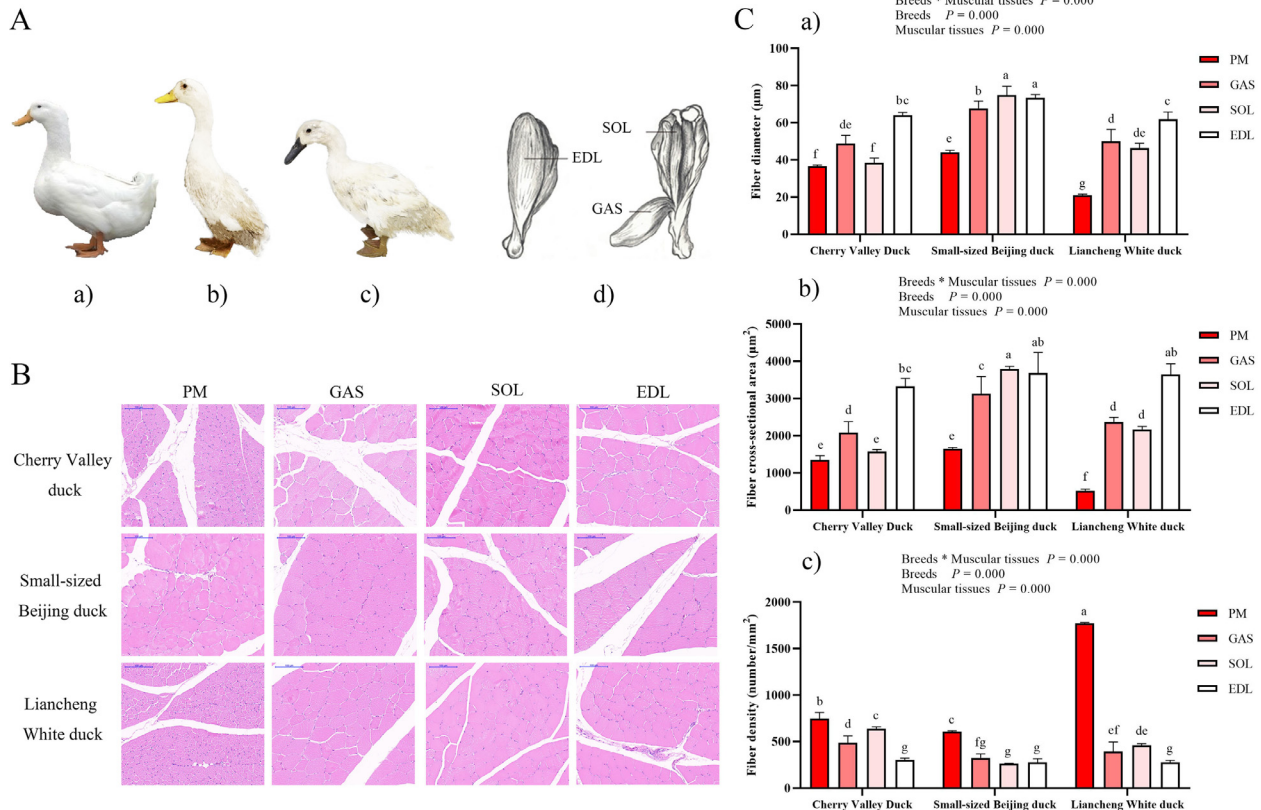 A
a)
b)
c)
SOL
EDL
GAS
d)
B
PM GAS SOL EDL
Cherry Valley
duck
Small-sized
Beijing duck
Liancheng
White duck
C
a)
Breeds * Muscular tissues P = 0.000
Breeds P = 0.000
Muscular tissues P = 0.000
Fiber diameter (μm)
100
80
60
40
20
0
f de f bc
e b a a
g d de c
Cherry Valley Duck Small-sized Beijing duck Liancheng White duck
PM
GAS
SOL
EDL
b)
Breeds * Muscular tissues P = 0.000
Breeds P = 0.000
Muscular tissues P = 0.000
Fiber cross-sectional area (μm²)
5000
4000
3000
2000
1000
0
e d e bc
e c a ab
f d d ab
Cherry Valley Duck Small-sized Beijing duck Liancheng White duck
PM
GAS
SOL
EDL
c)
Breeds * Muscular tissues P = 0.000
Breeds P = 0.000
Muscular tissues P = 0.000
Fiber density (number/mm²)
2000
1500
1000
500
0
b d c g
c fg g g
a ef de g
Cherry Valley Duck Small-sized Beijing duck Liancheng White duck
PM
GAS
SOL
EDL